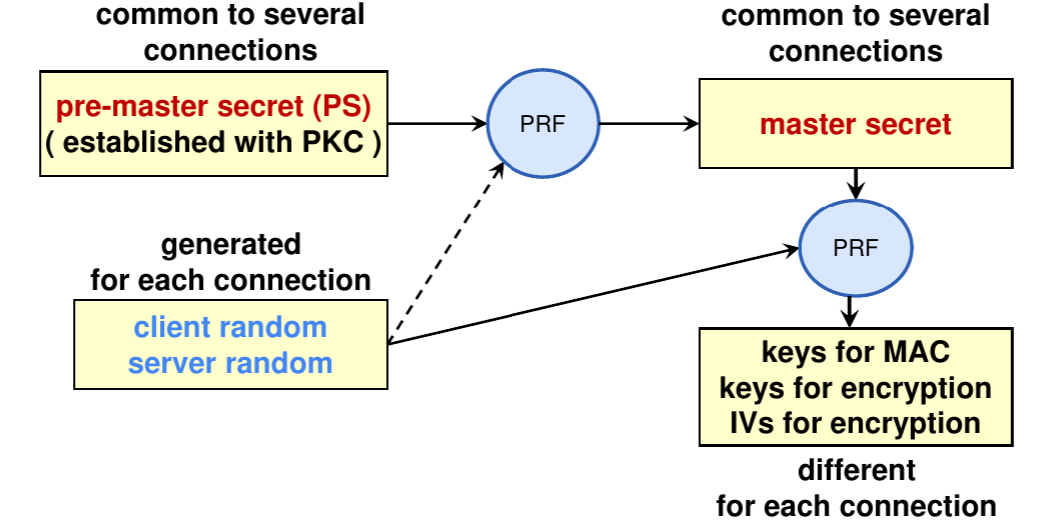 common to several
connections
pre-master secret (PS)
( established with PKC )
PRF
common to several
connections
master secret
generated
for each connection
client random
server random
PRF
keys for MAC
keys for encryption
IVs for encryption
different
for each connection